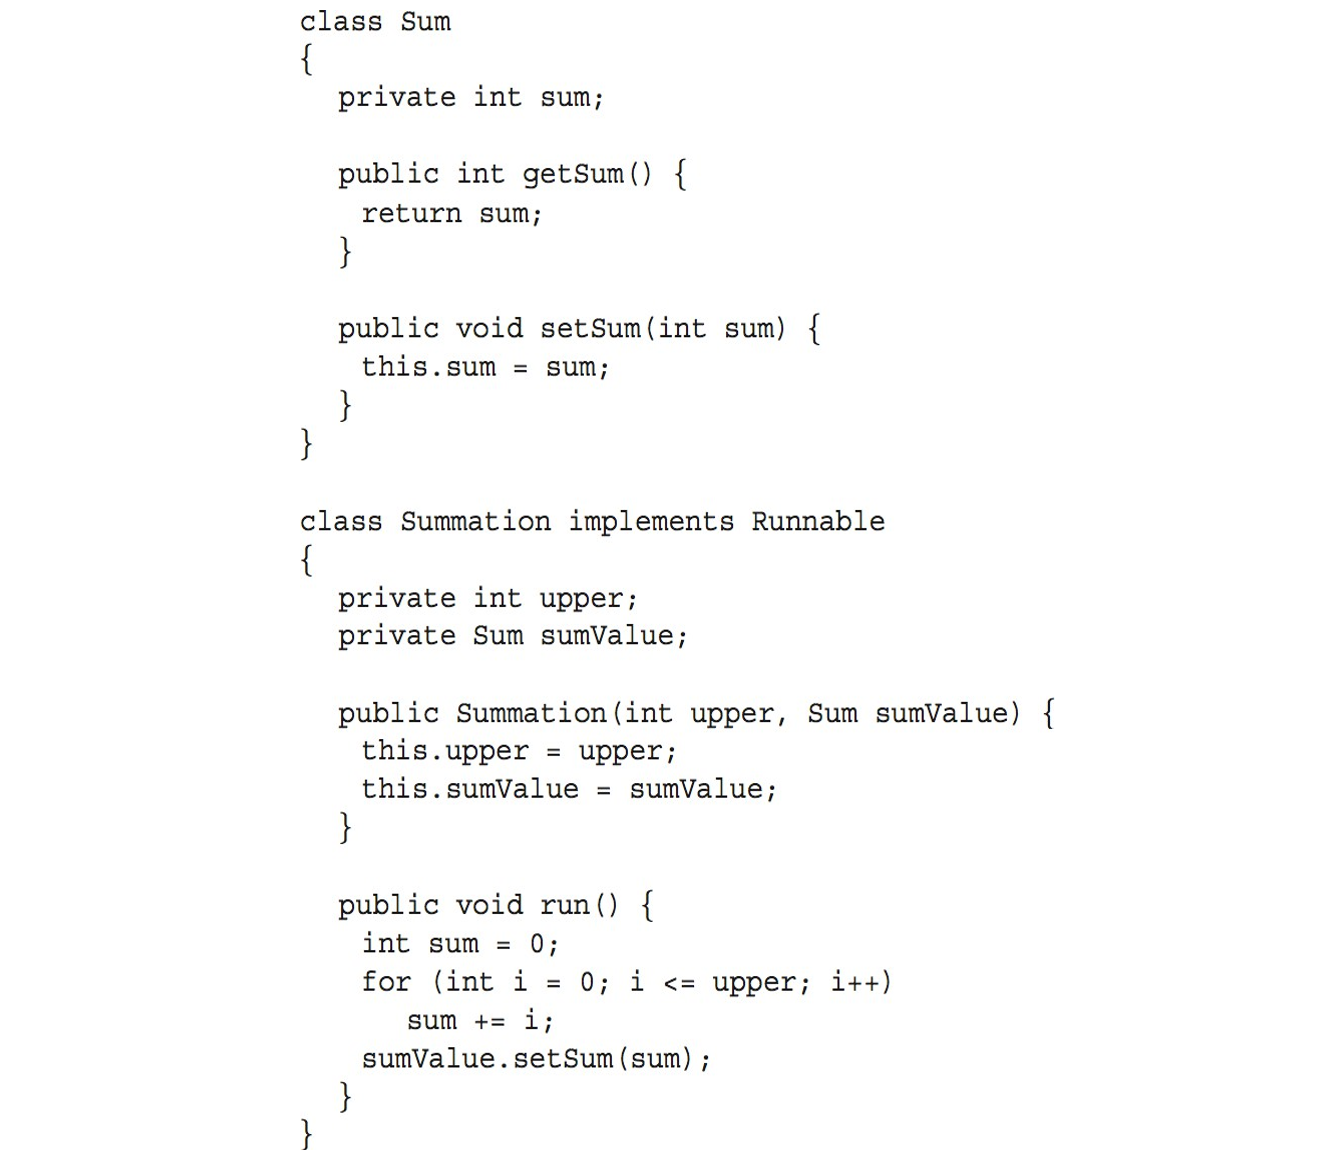 class Sum
{
private int sum;
public int getSum() {
return sum;
}
public void setSum(int sum) {
this.sum = sum;
}
}
class Summation implements Runnable
{
private int upper;
private Sum sumValue;
public Summation(int upper, Sum sumValue) {
this.upper = upper;
this.sumValue = sumValue;
}
public void run() {
int sum = 0;
for (int i = 0; i <= upper; i++)
sum += i;
sumValue.setSum(sum);
}
}